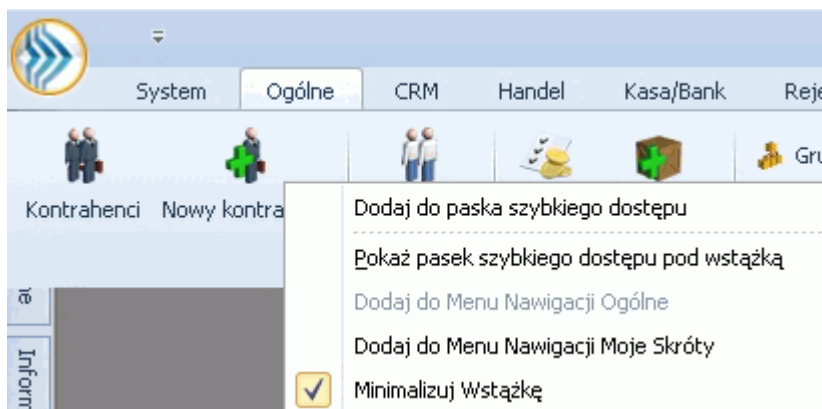 System Ogólne CRM Handel Kasa/Bank
Kontrahenci Nowy
Dodaj do paska szybkiego dostępu
Pokaż pasek szybkiego dostępu pod wstążką
Dodaj do Menu Nawigacji Ogólne
Dodaj do Menu Nawigacji Moje Skróty
Minimalizuj Wstążkę